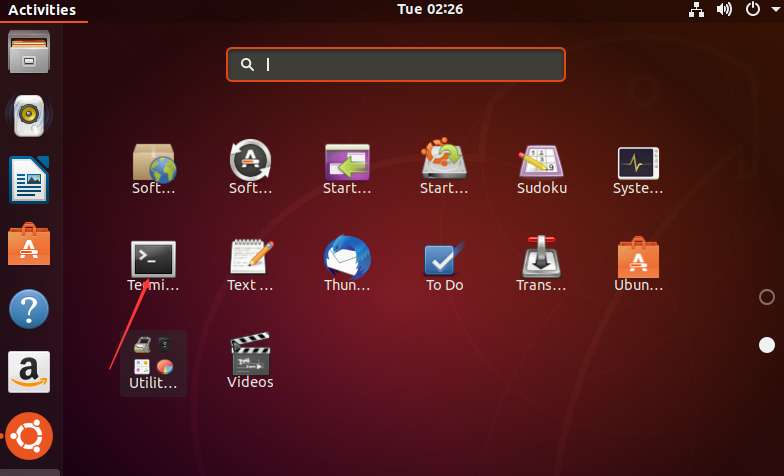 Activities
Tue 02:26
Soft...
Soft...
Start...
Start...
Sudoku
Syste...
Termi...
Text ...
Thun...
To Do
Trans...
Ubun...
Utilit...
Videos